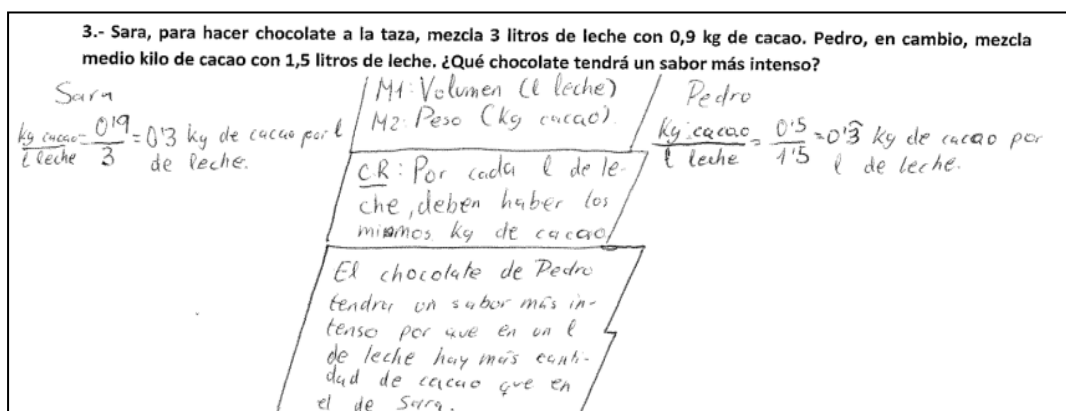 3.- Sara, para hacer chocolate a la taza, mezcla 3 litros de leche con 0,9 kg de cacao. Pedro, en cambio, mezcla
medio kilo de cacao con 1,5 litros de leche. ¿Qué chocolate tendrá un sabor más intenso?
Sara
kg cacao / l leche = 0'9 / 3 = 0'3 kg de cacao por l
de leche.
M1: Volumen (l leche)
M2: Peso (kg cacao).
CR: Por cada l de le-
che, deben haber los
mismos kg de cacao
El chocolate de Pedro
tendrá un sabor más in-
tenso por que en un l
de leche hay más canti-
dad de cacao que en
el de Sara.
Pedro
Kg cacao / l leche = 0'5 / 1'5 = 0'3̂ kg de cacao por
l de leche.